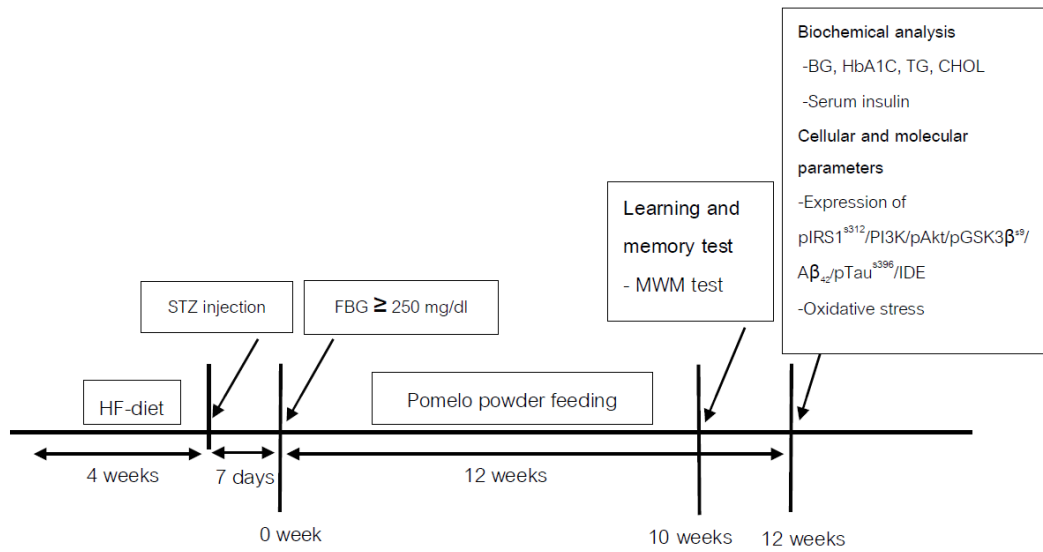 Biochemical analysis
-BG, HbA1C, TG, CHOL
-Serum insulin
Cellular and molecular
parameters
-Expression of
pIRS1ˢ³¹²/PI3K/pAkt/pGSK3βˢ⁹/
Aβ₄₂/pTauˢ³⁹⁶/IDE
-Oxidative stress
Learning and
memory test
- MWM test
STZ injection
FBG ≥ 250 mg/dl
HF-diet
Pomelo powder feeding
4 weeks
7 days
12 weeks
0 week
10 weeks
12 weeks